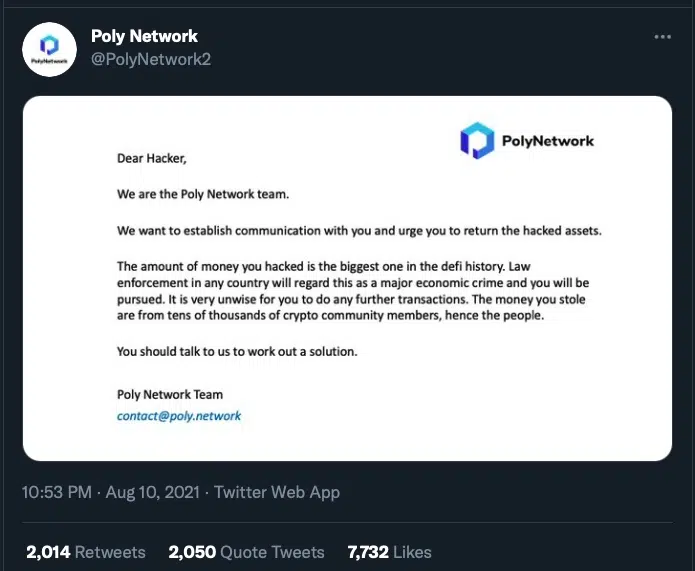 Poly Network
@PolyNetwork2
PolyNetwork
PolyNetwork
Dear Hacker,
We are the Poly Network team.
We want to establish communication with you and urge you to return the hacked assets.
The amount of money you hacked is the biggest one in the defi history. Law
enforcement in any country will regard this as a major economic crime and you will be
pursued. It is very unwise for you to do any further transactions. The money you stole
are from tens of thousands of crypto community members, hence the people.
You should talk to us to work out a solution.
Poly Network Team
contact@poly.network
10:53 PM · Aug 10, 2021 · Twitter Web App
2,014 Retweets 2,050 Quote Tweets 7,732 Likes